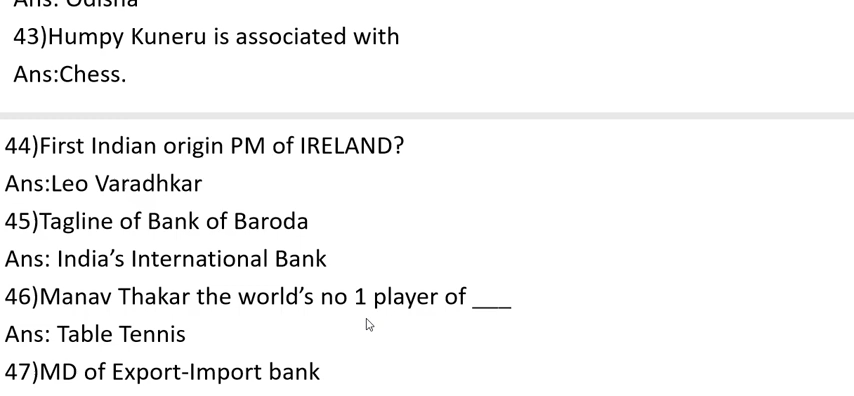 Ans: Odisha
43)Humpy Kuneru is associated with
Ans:Chess.
44)First Indian origin PM of IRELAND?
Ans:Leo Varadhkar
45)Tagline of Bank of Baroda
Ans: India’s International Bank
46)Manav Thakar the world’s no 1 player of ___
Ans: Table Tennis
47)MD of Export-Import bank